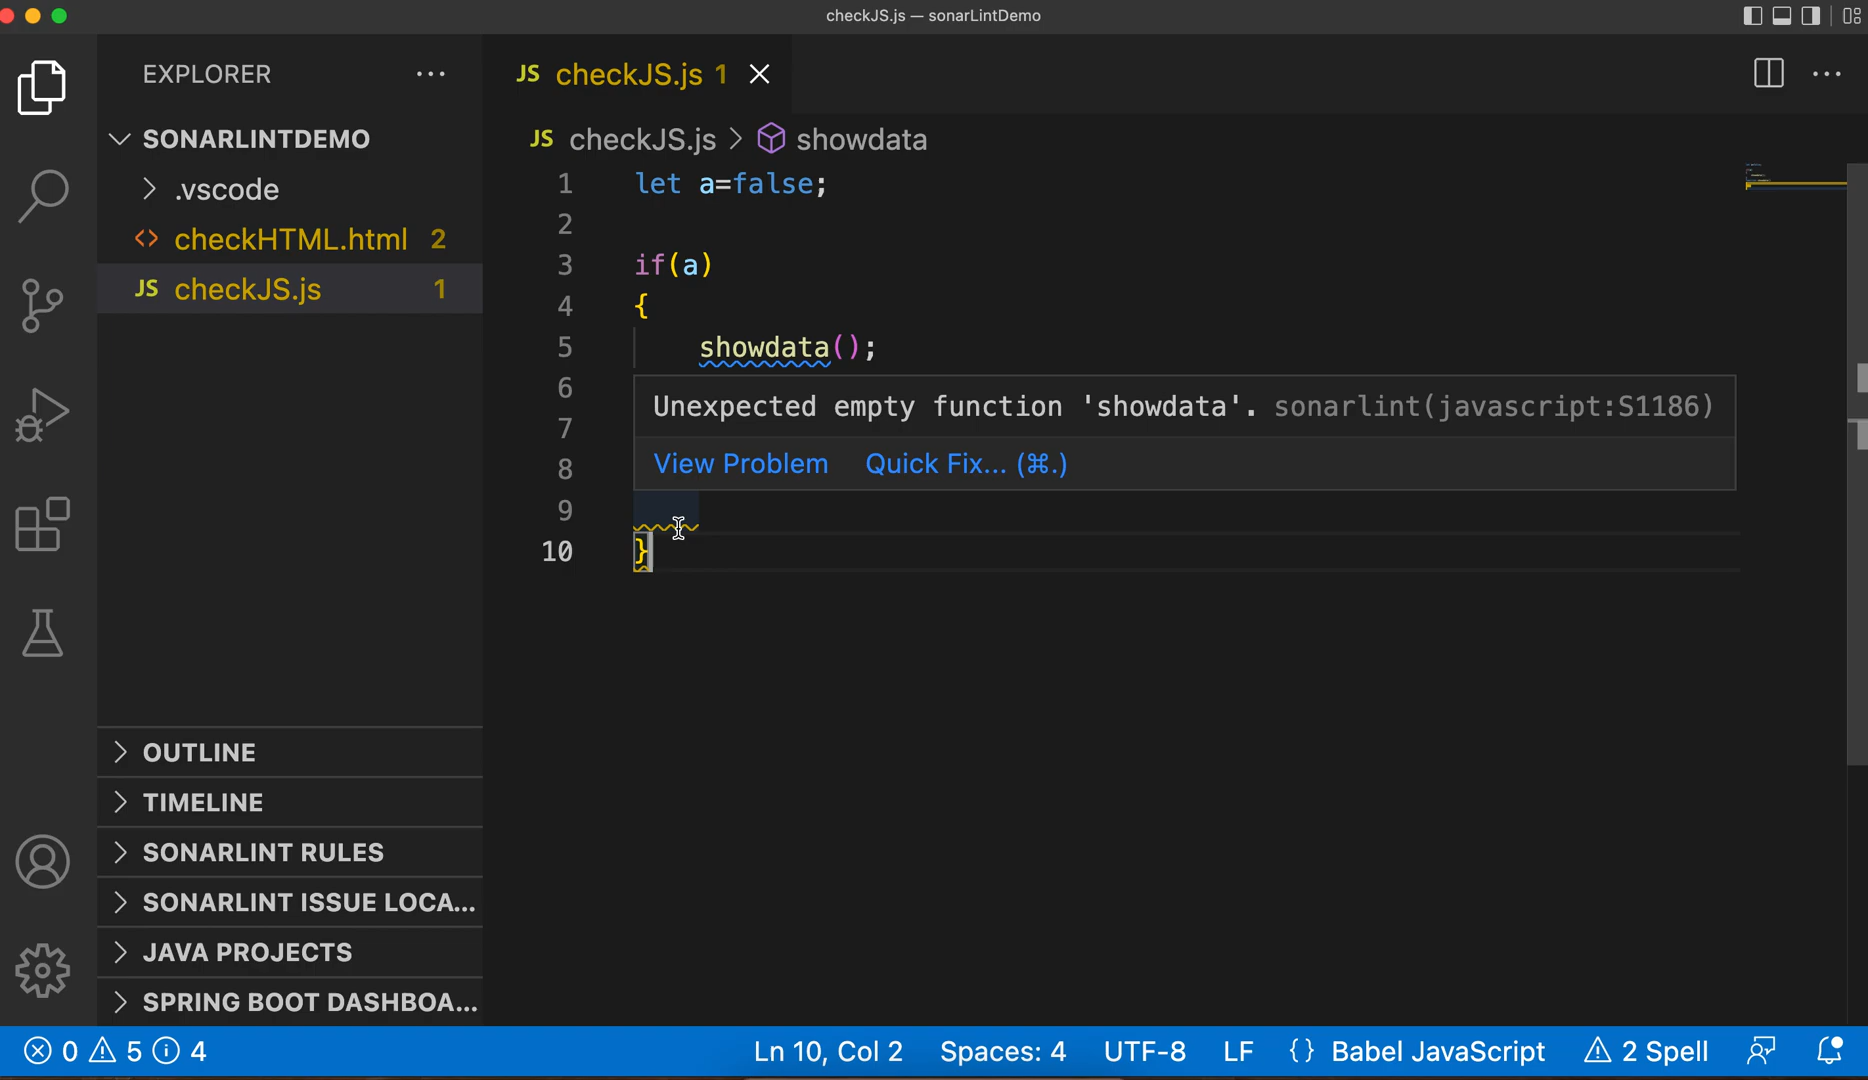 checkJS.js — sonarLintDemo
EXPLORER
JS checkJS.js 1
SONARLINTDEMO
JS checkJS.js > showdata
.vscode
<> checkHTML.html 2
JS checkJS.js 1
1 let a=false;
2
3 if(a)
4 {
5 showdata();
6
Unexpected empty function 'showdata'. sonarlint(javascript:S1186)
7
View Problem Quick Fix... (⌘.)
8
9
10 }
OUTLINE
TIMELINE
SONARLINT RULES
SONARLINT ISSUE LOCA...
JAVA PROJECTS
SPRING BOOT DASHBOA...
0 5 4 Ln 10, Col 2 Spaces: 4 UTF-8 LF {} Babel JavaScript 2 Spell